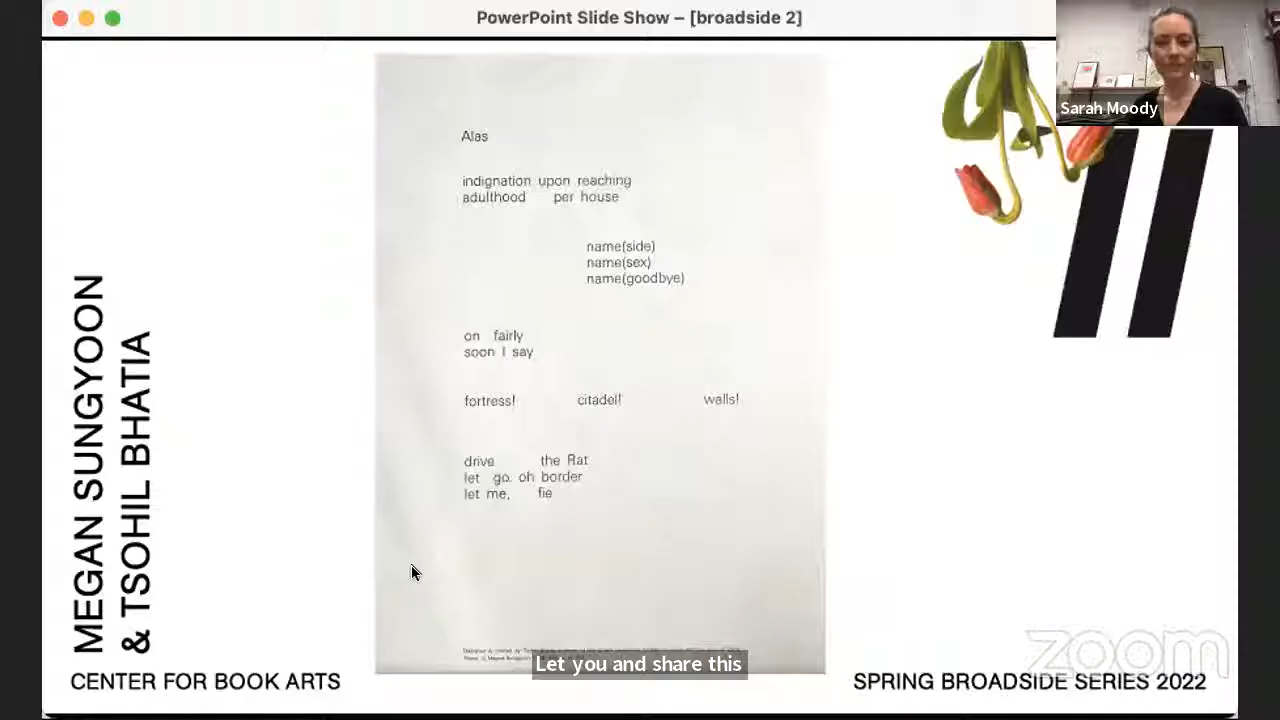 PowerPoint Slide Show – [broadside 2]
Sarah Moody
Alas
indignation upon reaching
adulthood per house
name(side)
name(sex)
name(goodbye)
on fairly
soon I say
fortress! citadel! walls!
drive the Rat
let go. oh border
let me, fie
MEGAN SUNGYOON
& TSOHIL BHATIA
Let you and share this
zoom
CENTER FOR BOOK ARTS
SPRING BROADSIDE SERIES 2022